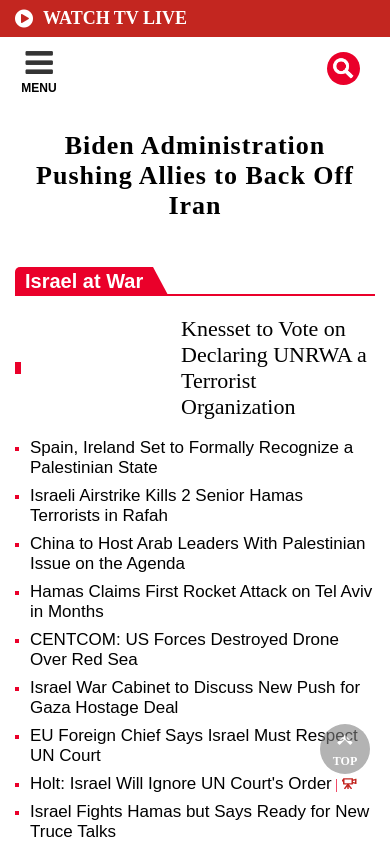 WATCH TV LIVE
MENU
Biden Administration
Pushing Allies to Back Off
Iran
Israel at War
Knesset to Vote on
Declaring UNRWA a
Terrorist
Organization
Spain, Ireland Set to Formally Recognize a
Palestinian State
Israeli Airstrike Kills 2 Senior Hamas
Terrorists in Rafah
China to Host Arab Leaders With Palestinian
Issue on the Agenda
Hamas Claims First Rocket Attack on Tel Aviv
in Months
CENTCOM: US Forces Destroyed Drone
Over Red Sea
Israel War Cabinet to Discuss New Push for
Gaza Hostage Deal
EU Foreign Chief Says Israel Must Respect
UN Court
TOP
Holt: Israel Will Ignore UN Court's Order |
Israel Fights Hamas but Says Ready for New
Truce Talks